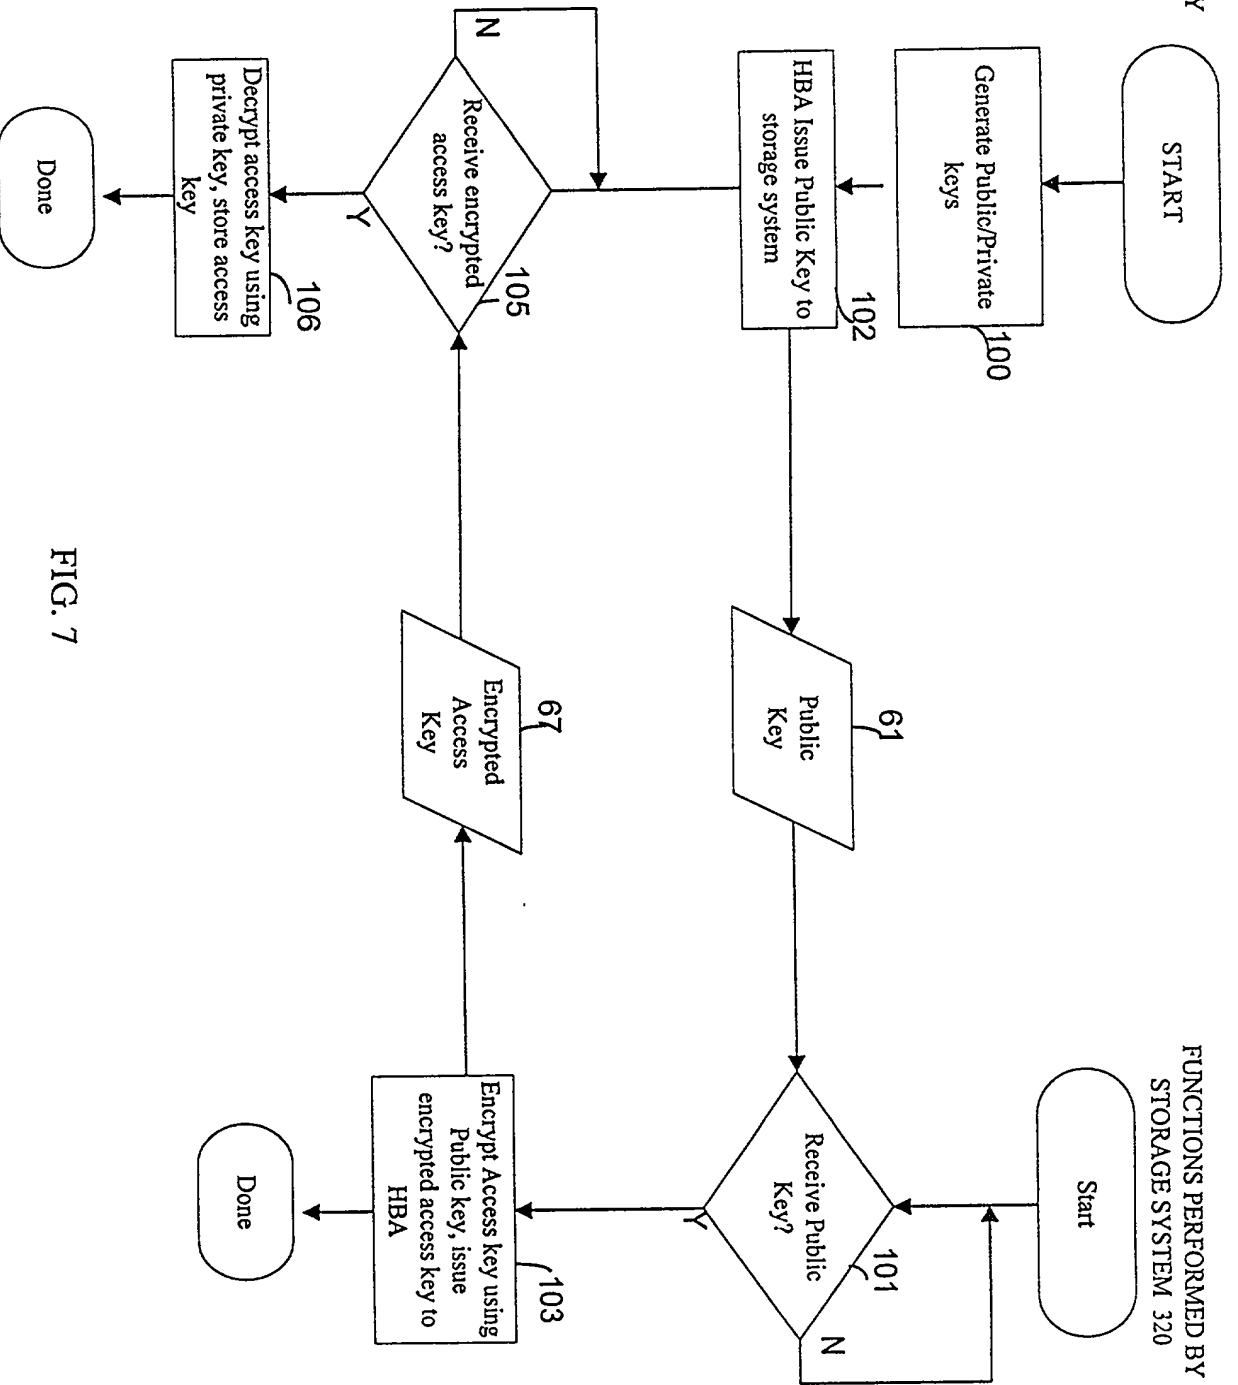 Y
START
Generate Public/Private
keys
100
HBA Issue Public Key to
storage system
102
N
Receive encrypted
access key?
105
Y
Decrypt access key using
private key, store access
key
106
Done
61
Public
Key
67
Encrypted
Access
Key
FUNCTIONS PERFORMED BY
STORAGE SYSTEM 320
Start
Receive Public
Key?
101
N
Y
Encrypt Access key using
Public key, issue
encrypted access key to
HBA
103
Done
FIG. 7